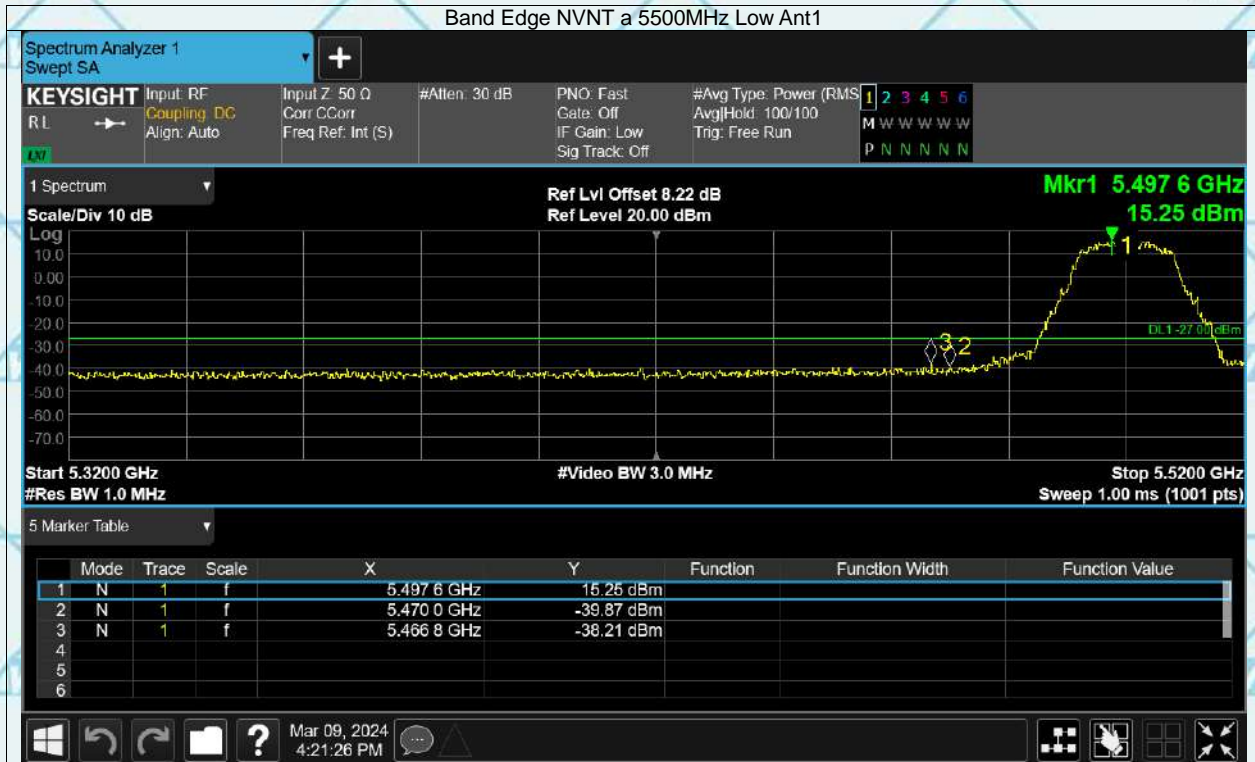 Band Edge NVNT a 5500MHz Low Ant1
Spectrum Analyzer 1
Swept SA
+
KEYSIGHT
RL
LXI
Input: RF
Coupling: DC
Align: Auto
Input Z: 50 Ω
Corr CCorr
Freq Ref: Int (S)
#Atten: 30 dB
PNO: Fast
Gate: Off
IF Gain: Low
Sig Track: Off
#Avg Type: Power (RMS
Avg|Hold: 100/100
Trig: Free Run
1 2 3 4 5 6
M W W W W W
P N N N N N
1 Spectrum
Scale/Div 10 dB
Ref Lvl Offset 8.22 dB
Ref Level 20.00 dBm
Mkr1 5.497 6 GHz
15.25 dBm
Log
10.0
0.00
-10.0
-20.0
-30.0
-40.0
-50.0
-60.0
-70.0
1
DL1 -27.00 dBm
3 2
Start 5.3200 GHz
#Res BW 1.0 MHz
#Video BW 3.0 MHz
Stop 5.5200 GHz
Sweep 1.00 ms (1001 pts)
5 Marker Table
Mode Trace Scale X Y Function Function Width Function Value
1 N 1 f 5.497 6 GHz 15.25 dBm
2 N 1 f 5.470 0 GHz -39.87 dBm
3 N 1 f 5.466 8 GHz -38.21 dBm
4
5
6
?
Mar 09, 2024
4:21:26 PM